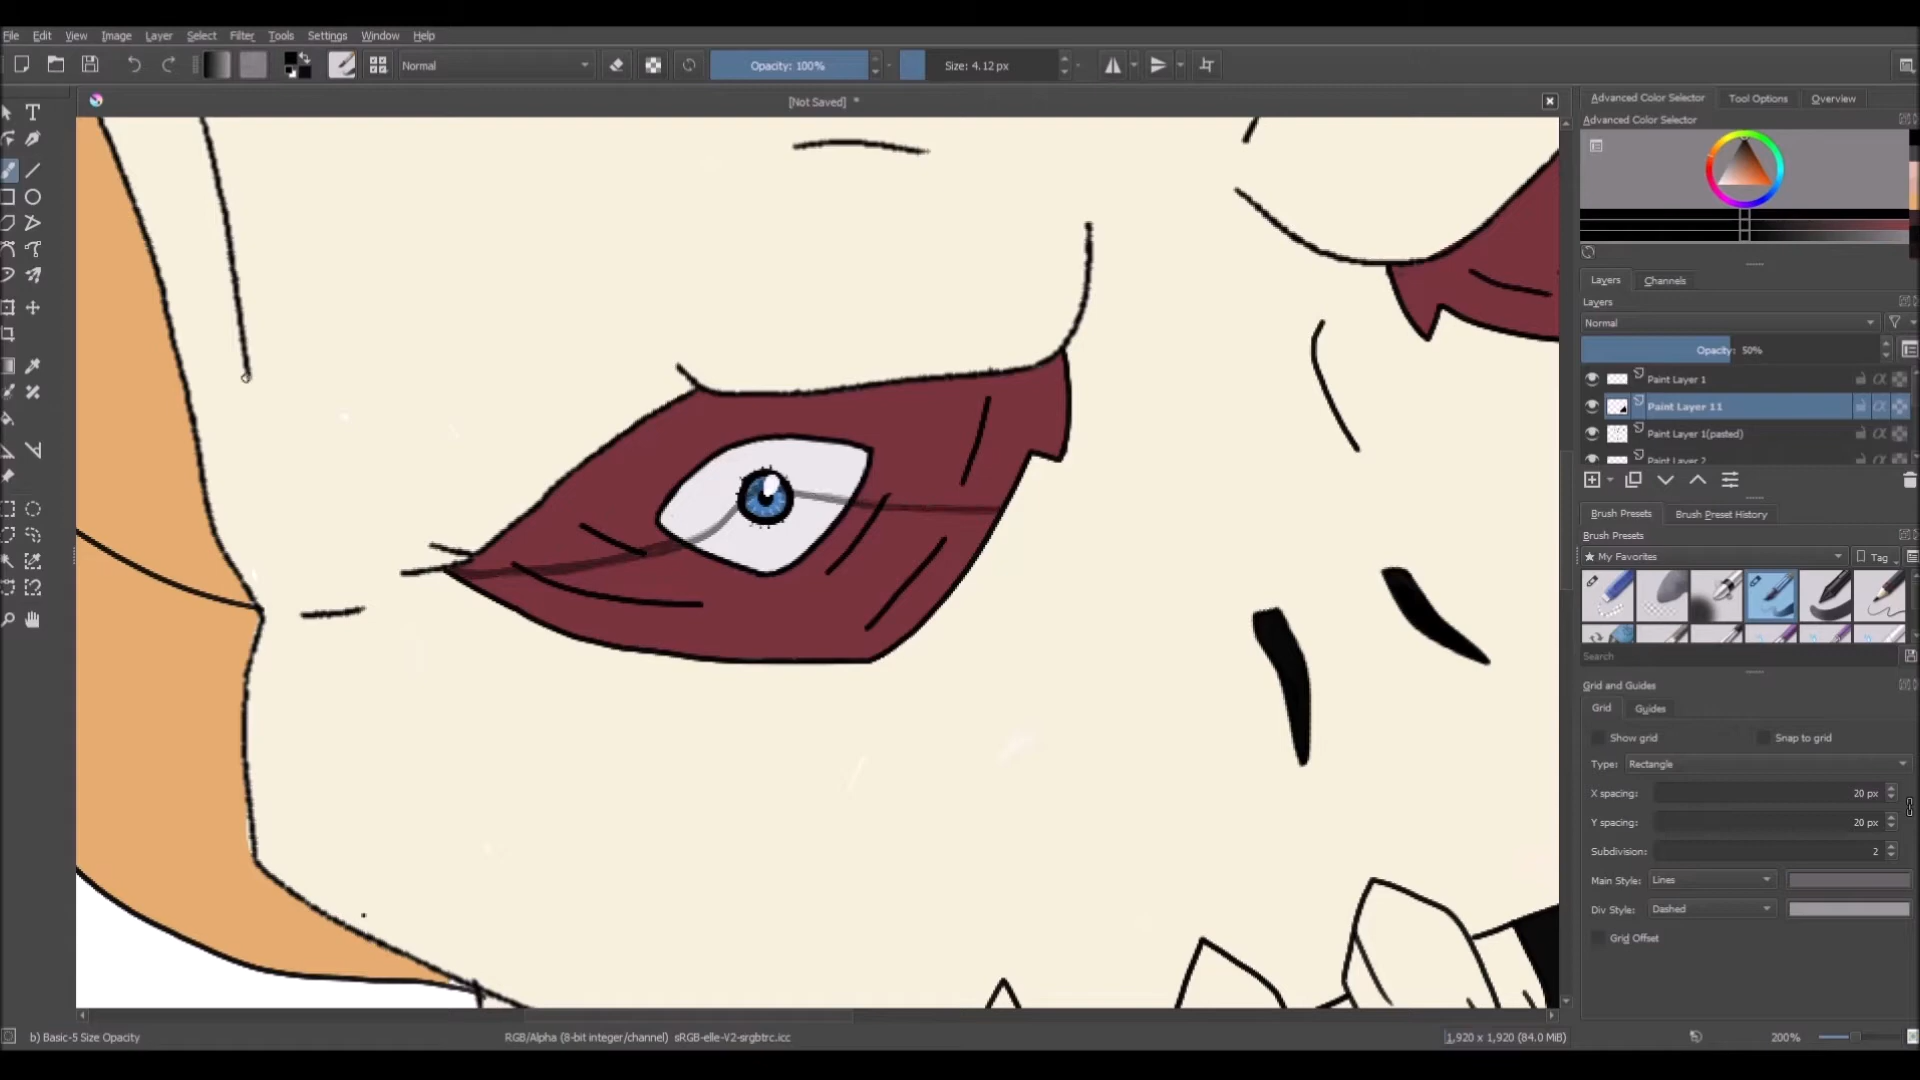 File Edit View Image Layer Select Filter Tools Settings Window Help
Normal Opacity: 100% Size: 4.12 px
[Not Saved] *
Advanced Color Selector Tool Options Overview
Advanced Color Selector
Layers Channels
Layers
Normal
Opacity: 50%
Paint Layer 1
Paint Layer 11
Paint Layer 1(pasted)
Paint Layer 2
Brush Presets Brush Preset History
Brush Presets
★ My Favorites Tag
Search
Grid and Guides
Grid Guides
Show grid Snap to grid
Type: Rectangle
X spacing: 20 px
Y spacing: 20 px
Subdivision: 2
Main Style: Lines
Div Style: Dashed
Grid Offset
b) Basic-5 Size Opacity RGB/Alpha (8-bit integer/channel) sRGB-elle-V2-srgbtrc.icc 1,920 x 1,920 (84.0 MiB) 200%